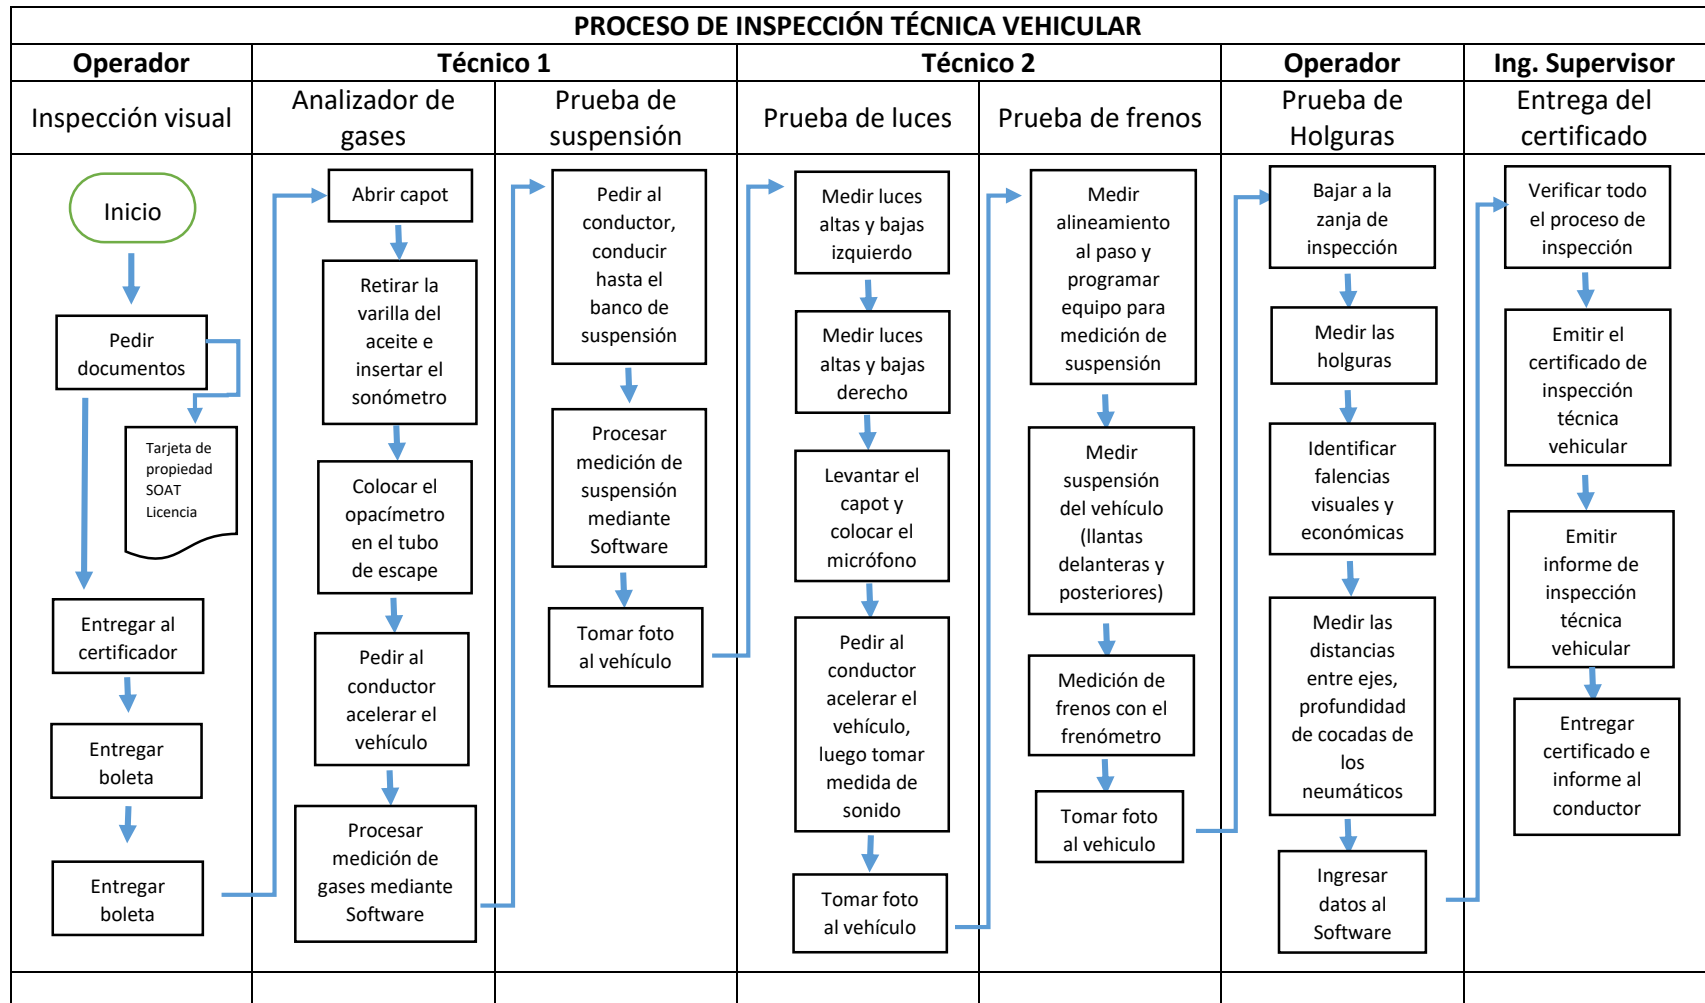 PROCESO DE INSPECCIÓN TÉCNICA VEHICULAR
Operador
Técnico 1
Técnico 2
Operador
Ing. Supervisor
Inspección visual
Analizador de
gases
Prueba de
suspensión
Prueba de luces
Prueba de frenos
Prueba de
Holguras
Entrega del
certificado
Inicio
Pedir
documentos
Tarjeta de
propiedad
SOAT
Licencia
Entregar al
certificador
Entregar
boleta
Entregar
boleta
Abrir capot
Retirar la
varilla del
aceite e
insertar el
sonómetro
Colocar el
opacímetro
en el tubo
de escape
Pedir al
conductor
acelerar el
vehículo
Procesar
medición de
gases mediante
Software
Pedir al
conductor,
conducir
hasta el
banco de
suspensión
Procesar
medición de
suspensión
mediante
Software
Tomar foto
al vehículo
Medir luces
altas y bajas
izquierdo
Medir luces
altas y bajas
derecho
Levantar el
capot y
colocar el
micrófono
Pedir al
conductor
acelerar el
vehículo,
luego tomar
medida de
sonido
Tomar foto
al vehículo
Medir
alineamiento
al paso y
programar
equipo para
medición de
suspensión
Medir
suspensión
del vehículo
(llantas
delanteras y
posteriores)
Medición de
frenos con el
frenómetro
Tomar foto
al vehiculo
Bajar a la
zanja de
inspección
Medir las
holguras
Identificar
falencias
visuales y
económicas
Medir las
distancias
entre ejes,
profundidad
de cocadas de
los
neumáticos
Ingresar
datos al
Software
Verificar todo
el proceso de
inspección
Emitir el
certificado de
inspección
técnica
vehicular
Emitir
informe de
inspección
técnica
vehicular
Entregar
certificado e
informe al
conductor